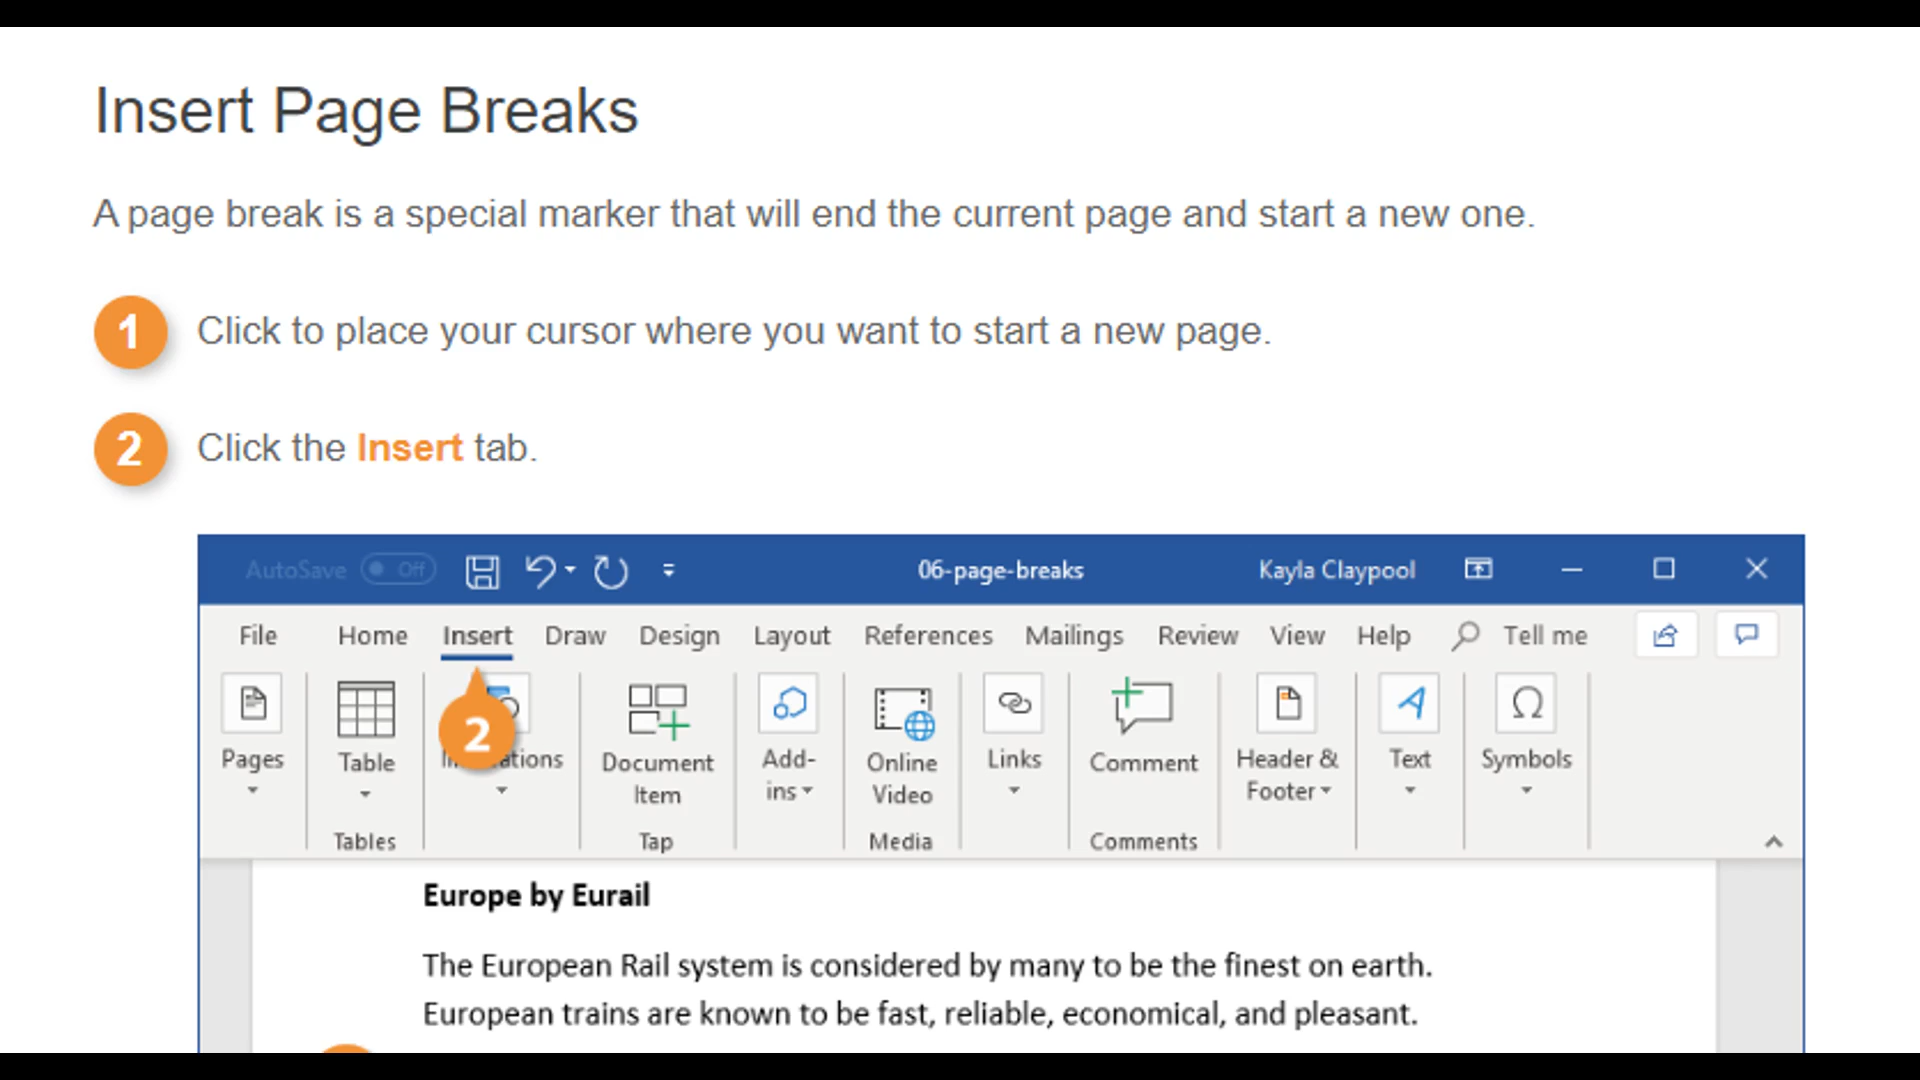 Insert Page Breaks
A page break is a special marker that will end the current page and start a new one.
1 Click to place your cursor where you want to start a new page.
2 Click the Insert tab.
AutoSave Off 06-page-breaks Kayla Claypool
File Home Insert Draw Design Layout References Mailings Review View Help Tell me
2
Pages Table Document Item Add-ins Online Video Links Comment Header & Footer Text Symbols
Tables Tap Media Comments
Europe by Eurail
The European Rail system is considered by many to be the finest on earth.
European trains are known to be fast, reliable, economical, and pleasant.